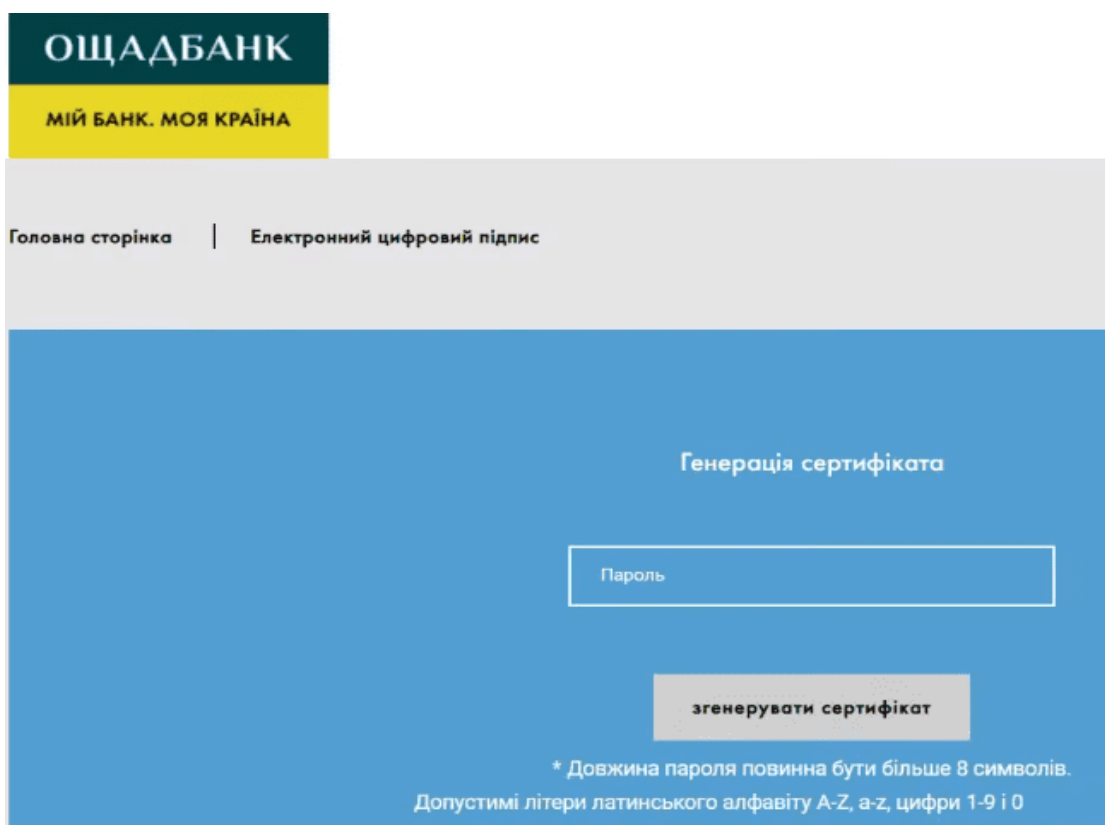 ОЩАДБАНК
МІЙ БАНК. МОЯ КРАЇНА
Головна сторінка | Електронний цифровий підпис
Генерація сертифіката
Пароль
згенерувати сертифікат
* Довжина пароля повинна бути більше 8 символів.
Допустимі літери латинського алфавіту A-Z, a-z, цифри 1-9 і 0